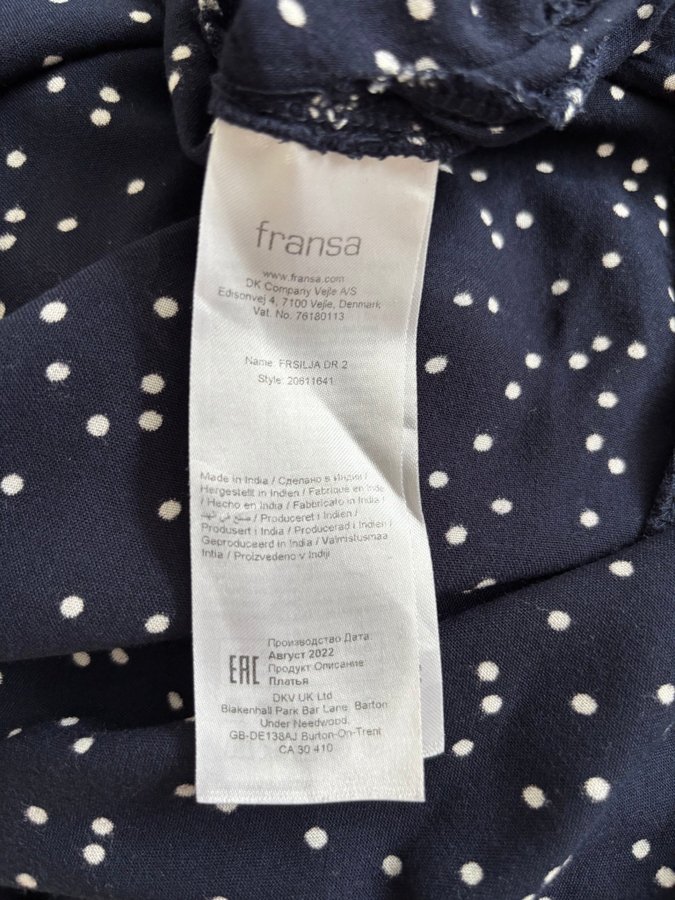 fransa
www.fransa.com
DK Company Vejle A/S
Edisonvej 4, 7100 Vejle, Denmark
Vat. No. 76180113
Name: FRSILJA DR 2
Style: 20611641
Made in India / Сделано в Индии /
Hergestellt in Indien / Fabriqué en Inde
/ Hecho en India / Fabbricato in India /
صنع في الهند / Produceret i Indien /
Produsert i India / Producerad i Indien /
Geproduceerd in India / Valmistusmaa
Intia / Proizvedeno v Indiji
Производство Дата:
Август 2022
Продукт Описание
Платья
EAC
DKV UK Ltd
Blakenhall Park Bar Lane, Barton
Under Needwood,
GB-DE138AJ Burton-On-Trent
CA 30 410